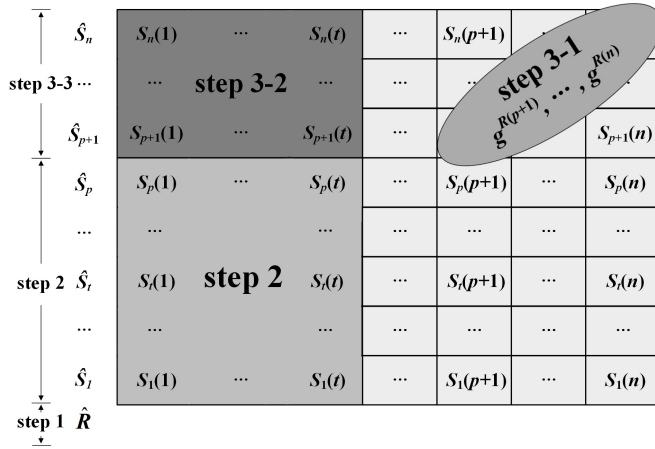 Ŝn Sn(1) ··· Sn(t) ··· Sn(p+1) ···
step 3-3 ··· ··· step 3-2 ··· ··· ··· ···
Ŝp+1 Sp+1(1) ··· Sp+1(t) ··· ··· Sp+1(n)
step 3-1
g^R(p+1), ··· , g^R(n)
Ŝp Sp(1) ··· Sp(t) ··· Sp(p+1) ··· Sp(n)
··· ··· ··· ··· ··· ··· ··· ···
step 2 Ŝt St(1) step 2 St(t) ··· St(p+1) ··· St(n)
··· ··· ··· ··· ··· ··· ··· ···
Ŝ1 S1(1) ··· S1(t) ··· S1(p+1) ··· S1(n)
step 1 R̂